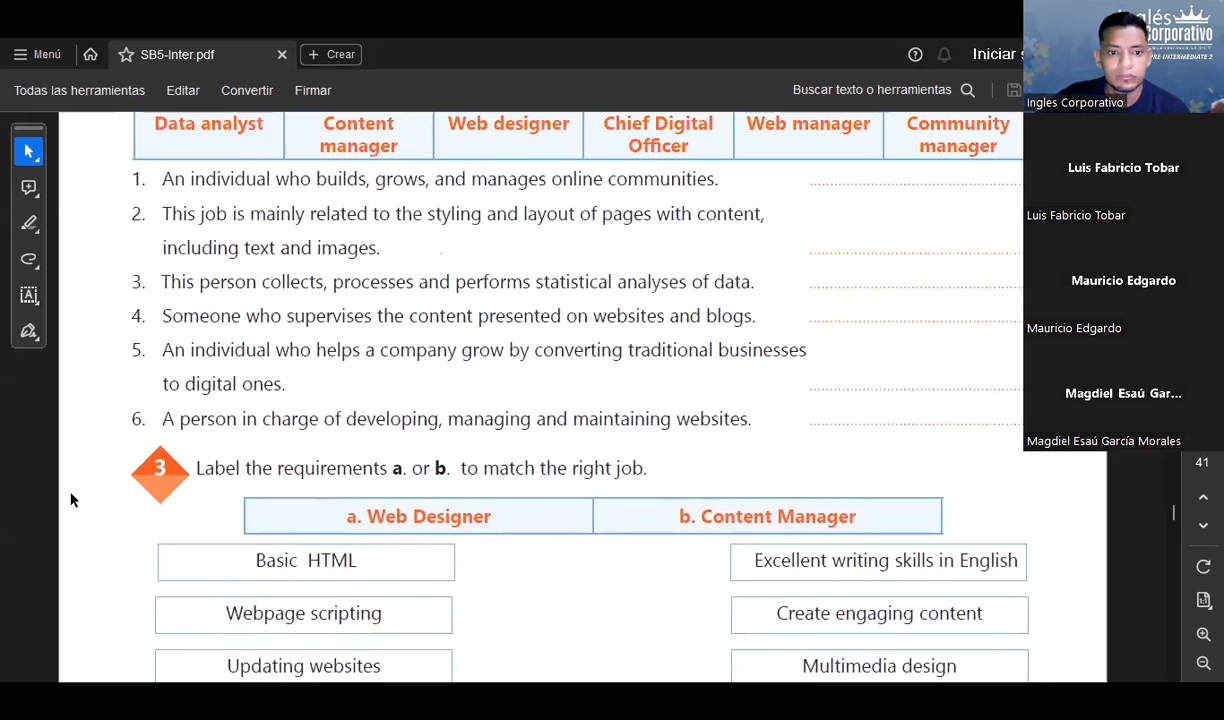 Menú
SB5-Inter.pdf
Crear
Iniciar s
Todas las herramientas
Editar
Convertir
Firmar
Buscar texto o herramientas
Inglés
Corporativo
PRE-INTERMEDIATE 2
Ingles Corporativo
Luis Fabricio Tobar
Luis Fabricio Tobar
Mauricio Edgardo
Mauricio Edgardo
Magdiel Esaú Gar...
Magdiel Esaú García Morales
41
Data analyst
Content
manager
Web designer
Chief Digital
Officer
Web manager
Community
manager
1. An individual who builds, grows, and manages online communities.
2. This job is mainly related to the styling and layout of pages with content,
including text and images.
3. This person collects, processes and performs statistical analyses of data.
4. Someone who supervises the content presented on websites and blogs.
5. An individual who helps a company grow by converting traditional businesses
to digital ones.
6. A person in charge of developing, managing and maintaining websites.
3 Label the requirements a. or b. to match the right job.
a. Web Designer
b. Content Manager
Basic HTML
Excellent writing skills in English
Webpage scripting
Create engaging content
Updating websites
Multimedia design